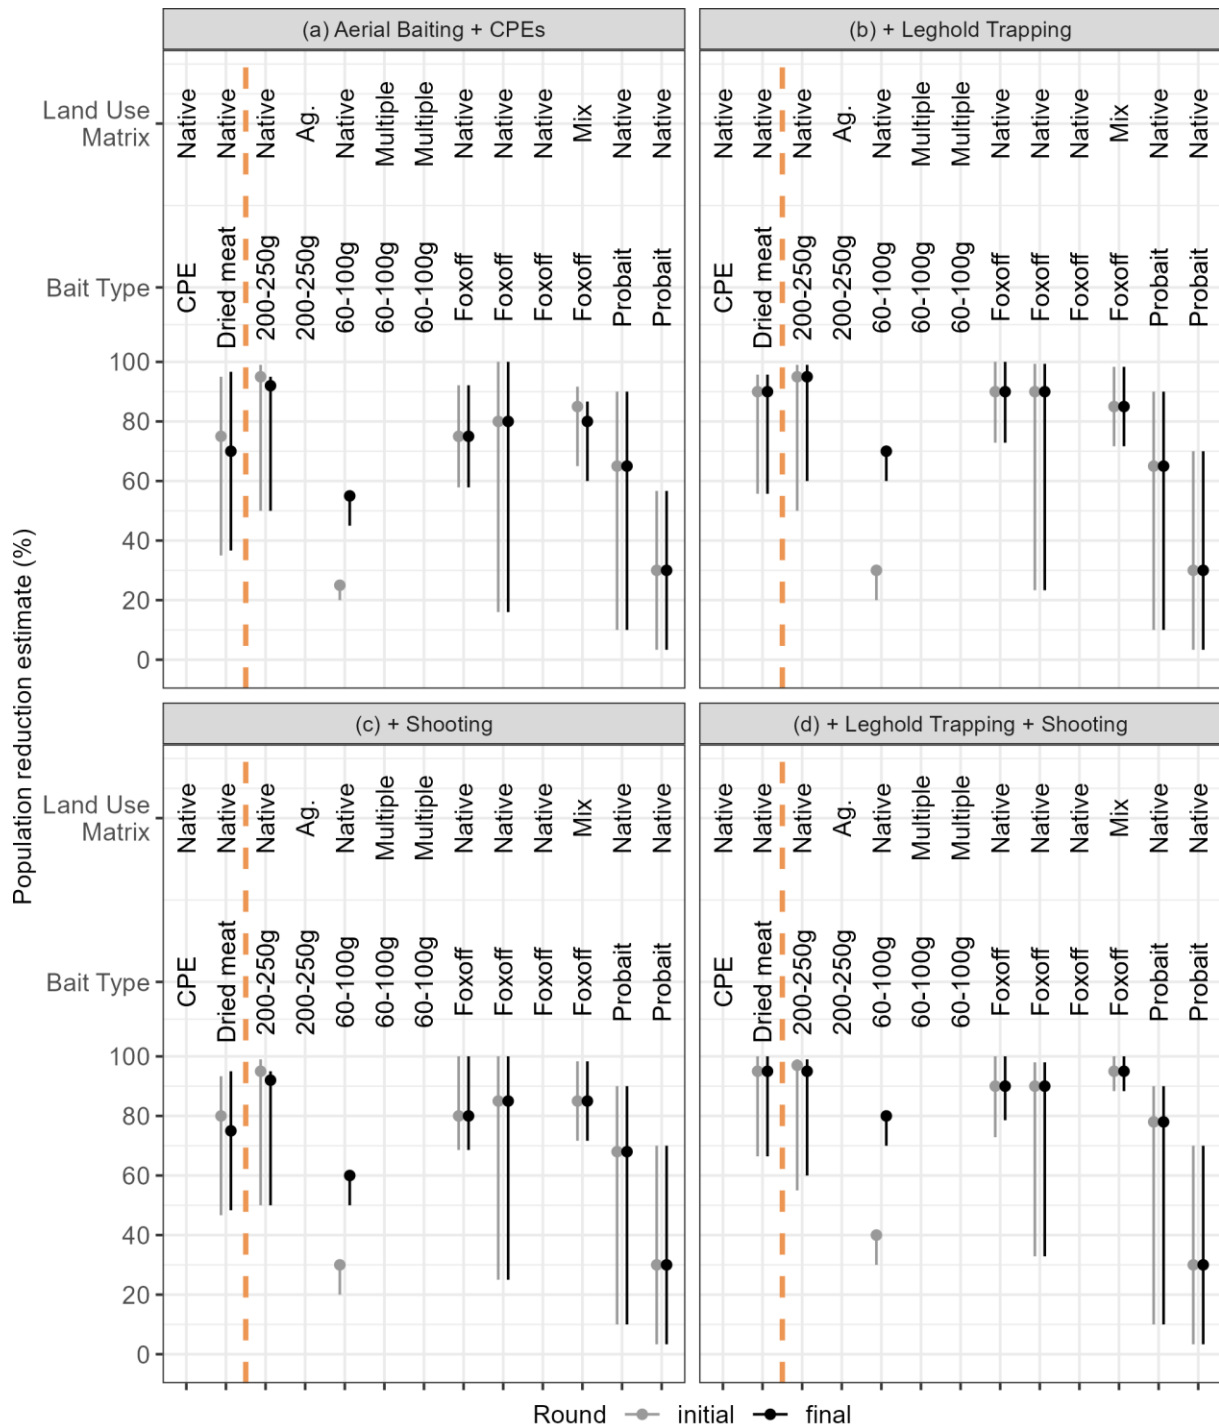 (a) Aerial Baiting + CPEs
(b) + Leghold Trapping
Land Use
Matrix
Native Native Native Ag. Native Multiple Multiple Native Native Native Mix Native Native
Native Native Native Ag. Native Multiple Multiple Native Native Native Mix Native Native
Bait Type
CPE Dried meat 200-250g 200-250g 60-100g 60-100g 60-100g Foxoff Foxoff Foxoff Foxoff Probait Probait
CPE Dried meat 200-250g 200-250g 60-100g 60-100g 60-100g Foxoff Foxoff Foxoff Foxoff Probait Probait
100
80
60
40
20
0
Population reduction estimate (%)
(c) + Shooting
(d) + Leghold Trapping + Shooting
Land Use
Matrix
Native Native Native Ag. Native Multiple Multiple Native Native Native Mix Native Native
Native Native Native Ag. Native Multiple Multiple Native Native Native Mix Native Native
Bait Type
CPE Dried meat 200-250g 200-250g 60-100g 60-100g 60-100g Foxoff Foxoff Foxoff Foxoff Probait Probait
CPE Dried meat 200-250g 200-250g 60-100g 60-100g 60-100g Foxoff Foxoff Foxoff Foxoff Probait Probait
100
80
60
40
20
0
Round initial final